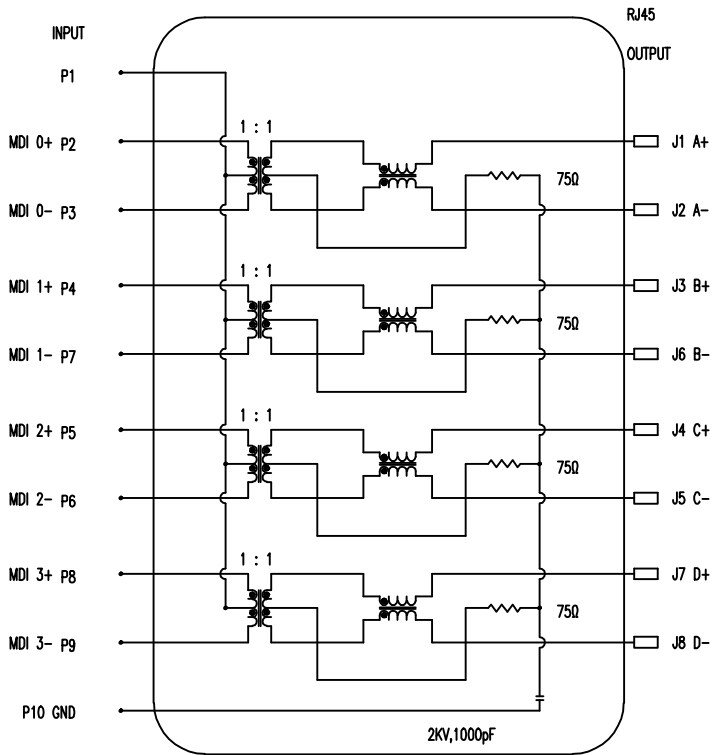 RJ45
INPUT
OUTPUT
P1
1 : 1
MDI 0+ P2
J1 A+
75Ω
MDI 0- P3
J2 A-
1 : 1
MDI 1+ P4
J3 B+
75Ω
MDI 1- P7
J6 B-
1 : 1
MDI 2+ P5
J4 C+
75Ω
MDI 2- P6
J5 C-
1 : 1
MDI 3+ P8
J7 D+
75Ω
MDI 3- P9
J8 D-
P10 GND
2KV,1000pF